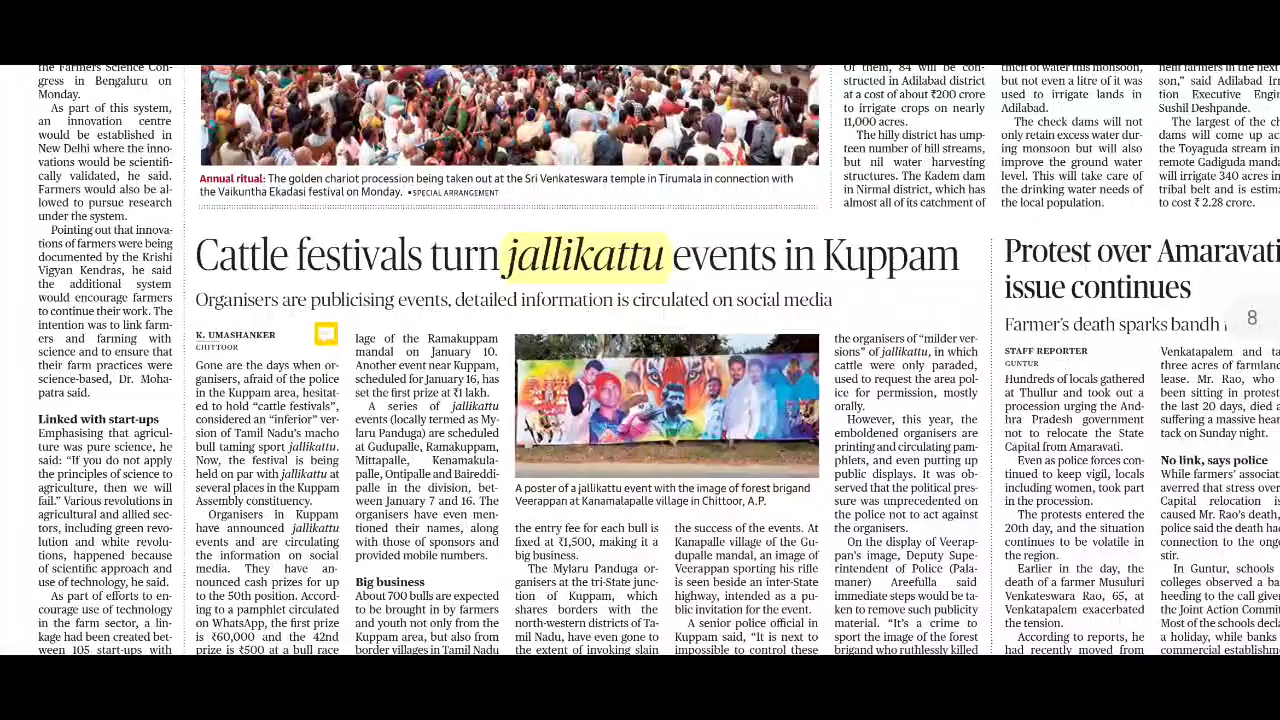 the Farmers Science Con-
gress in Bengaluru on
Monday.
As part of this system,
an innovation centre
would be established in
New Delhi where the inno-
vations would be scientifi-
cally validated, he said.
Farmers would also be al-
lowed to pursue research
under the system.
Pointing out that innova-
tions of farmers were being
documented by the Krishi
Vigyan Kendras, he said
the additional system
would encourage farmers
to continue their work. The
intention was to link farm-
ers and farming with
science and to ensure that
their farm practices were
science-based, Dr. Moha-
patra said.
Linked with start-ups
Emphasising that agricul-
ture was pure science, he
said: “If you do not apply
the principles of science to
agriculture, then we will
fail.” Various revolutions in
agricultural and allied sec-
tors, including green revo-
lution and white revolu-
tions, happened because
of scientific approach and
use of technology, he said.
As part of efforts to en-
courage use of technology
in the farm sector, a lin-
kage had been created bet-
ween 105 start-ups with
Annual ritual: The golden chariot procession being taken out at the Sri Venkateswara temple in Tirumala in connection with
the Vaikuntha Ekadasi festival on Monday. ▪SPECIAL ARRANGEMENT
Of them, 84 will be con-
structed in Adilabad district
at a cost of about ₹200 crore
to irrigate crops on nearly
11,000 acres.
The hilly district has ump-
teen number of hill streams,
but nil water harvesting
structures. The Kadem dam
in Nirmal district, which has
almost all of its catchment of
but not even a litre of it was
used to irrigate lands in
Adilabad.
The check dams will not
only retain excess water dur-
ing monsoon but will also
improve the ground water
level. This will take care of
the drinking water needs of
the local population.
son,” said Adilabad Ir
tion Executive Engin
Sushil Deshpande.
The largest of the ch
dams will come up a
the Toyaguda stream in
remote Gadiguda mand
will irrigate 340 acres in
tribal belt and is estima
to cost ₹ 2.28 crore.
Cattle festivals turn jallikattu events in Kuppam
Organisers are publicising events, detailed information is circulated on social media
K. UMASHANKER
CHITTOOR
Gone are the days when or-
ganisers, afraid of the police
in the Kuppam area, hesitat-
ed to hold “cattle festivals”,
considered an “inferior” ver-
sion of Tamil Nadu’s macho
bull taming sport jallikattu.
Now, the festival is being
held on par with jallikattu at
several places in the Kuppam
Assembly constituency.
Organisers in Kuppam
have announced jallikattu
events and are circulating
the information on social
media. They have an-
nounced cash prizes for up
to the 50th position. Accord-
ing to a pamphlet circulated
on WhatsApp, the first prize
is ₹60,000 and the 42nd
prize is ₹500 at a bull race
lage of the Ramakuppam
mandal on January 10.
Another event near Kuppam,
scheduled for January 16, has
set the first prize at ₹1 lakh.
A series of jallikattu
events (locally termed as My-
laru Panduga) are scheduled
at Gudupalle, Ramakuppam,
Mittapalle, Kenamakula-
palle, Ontipalle and Baireddi-
palle in the division, bet-
ween January 7 and 16. The
organisers have even men-
tioned their names, along
with those of sponsors and
provided mobile numbers.
Big business
About 700 bulls are expected
to be brought in by farmers
and youth not only from the
Kuppam area, but also from
border villages in Tamil Nadu
A poster of a jallikattu event with the image of forest brigand
Veerappan at Kanamalapalle village in Chittoor, A.P.
the entry fee for each bull is
fixed at ₹1,500, making it a
big business.
The Mylaru Panduga or-
ganisers at the tri-State junc-
tion of Kuppam, which
shares borders with the
north-western districts of Ta-
mil Nadu, have even gone to
the extent of invoking slain
the success of the events. At
Kanapalle village of the Gu-
dupalle mandal, an image of
Veerappan sporting his rifle
is seen beside an inter-State
highway, intended as a pu-
blic invitation for the event.
A senior police official in
Kuppam said, “It is next to
impossible to control these
the organisers of “milder ver-
sions” of jallikattu, in which
cattle were only paraded,
used to request the area pol-
ice for permission, mostly
orally.
However, this year, the
emboldened organisers are
printing and circulating pam-
phlets, and even putting up
public displays. It was ob-
served that the political pres-
sure was unprecedented on
the police not to act against
the organisers.
On the display of Veerap-
pan’s image, Deputy Supe-
rintendent of Police (Pala-
maner) Areefulla said
immediate steps would be ta-
ken to remove such publicity
material. “It’s a crime to
sport the image of the forest
brigand who ruthlessly killed
Protest over Amaravati
issue continues
Farmer’s death sparks bandh
8
STAFF REPORTER
GUNTUR
Hundreds of locals gathered
at Thullur and took out a
procession urging the And-
hra Pradesh government
not to relocate the State
Capital from Amaravati.
Even as police forces con-
tinued to keep vigil, locals
including women, took part
in the procession.
The protests entered the
20th day, and the situation
continues to be volatile in
the region.
Earlier in the day, the
death of a farmer Musuluri
Venkateswara Rao, 65, at
Venkatapalem exacerbated
the tension.
According to reports, he
had recently moved from
Venkatapalem and ta
three acres of farmland
lease. Mr. Rao, who
been sitting in protest
the last 20 days, died a
suffering a massive hear
tack on Sunday night.
No link, says police
While farmers’ associat
averred that stress over
Capital relocation is
caused Mr. Rao’s death,
police said the death had
connection to the ongo
stir.
In Guntur, schools
colleges observed a ba
heeding to the call given
the Joint Action Commit
Most of the schools decla
a holiday, while banks
commercial establishme